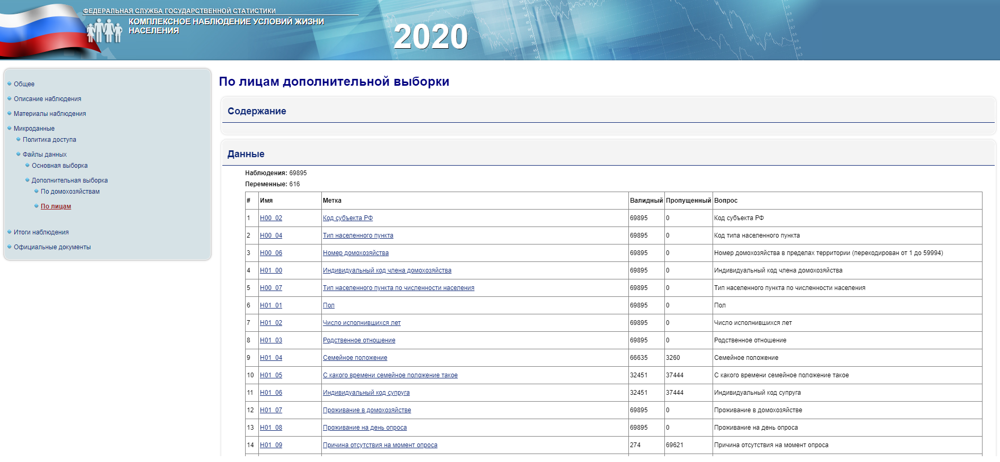 ФЕДЕРАЛЬНАЯ СЛУЖБА ГОСУДАРСТВЕННОЙ СТАТИСТИКИ
КОМПЛЕКСНОЕ НАБЛЮДЕНИЕ УСЛОВИЙ ЖИЗНИ
НАСЕЛЕНИЯ
2020
Общее
Описание наблюдения
Материалы наблюдения
Микроданные
Политика доступа
Файлы данных
Основная выборка
Дополнительная выборка
По домохозяйствам
По лицам
Итоги наблюдения
Официальные документы
По лицам дополнительной выборки
Содержание
Данные
Наблюдения: 69895
Переменные: 616
# Имя Метка Валидный Пропущенный Вопрос
1 H00_02 Код субъекта РФ 69895 0 Код субъекта РФ
2 H00_04 Тип населенного пункта 69895 0 Код типа населенного пункта
3 H00_06 Номер домохозяйства 69895 0 Номер домохозяйства в пределах территории (перекодирован от 1 до 59994)
4 H01_00 Индивидуальный код члена домохозяйства 69895 0 Индивидуальный код члена домохозяйства
5 H00_07 Тип населенного пункта по численности населения 69895 0 Тип населенного пункта по численности населения
6 H01_01 Пол 69895 0 Пол
7 H01_02 Число исполнившихся лет 69895 0 Число исполнившихся лет
8 H01_03 Родственное отношение 69895 0 Родственное отношение
9 H01_04 Семейное положение 66635 3260 Семейное положение
10 H01_05 С какого времени семейное положение такое 32451 37444 С какого времени семейное положение такое
11 H01_06 Индивидуальный код супруга 32451 37444 Индивидуальный код супруга
12 H01_07 Проживание в домохозяйстве 69895 0 Проживание в домохозяйстве
13 H01_08 Проживание на день опроса 69895 0 Проживание на день опроса
14 H01_09 Причина отсутствия на момент опроса 274 69621 Причина отсутствия на момент опроса